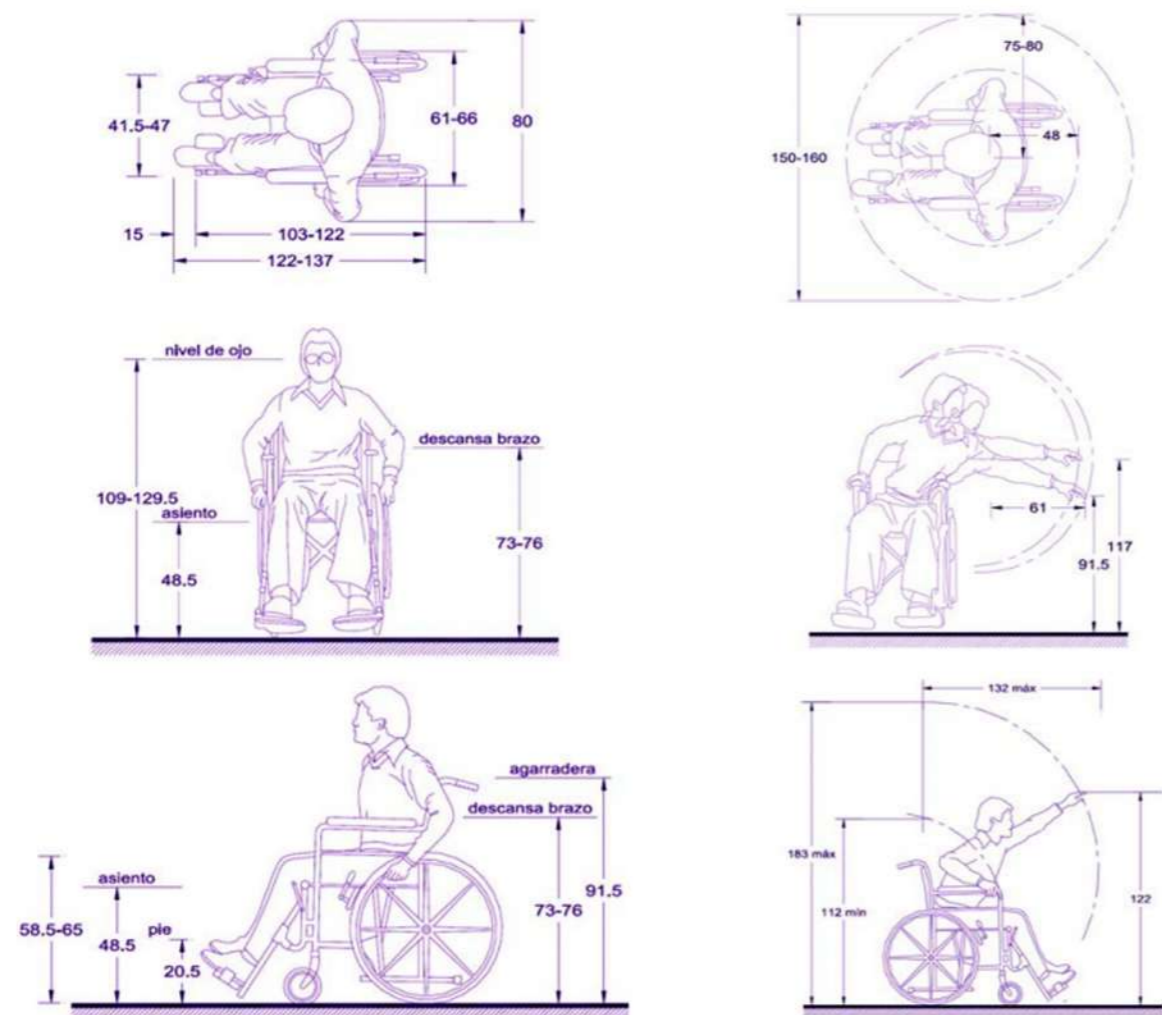 41.5-47
61-66
80
15
103-122
122-137
75-80
48
150-160
nivel de ojo
descansa brazo
109-129.5
asiento
48.5
73-76
61
117
91.5
agarradera
descansa brazo
asiento
pie
58.5-65
48.5
20.5
73-76
91.5
132 máx
183 máx
112 mín
122